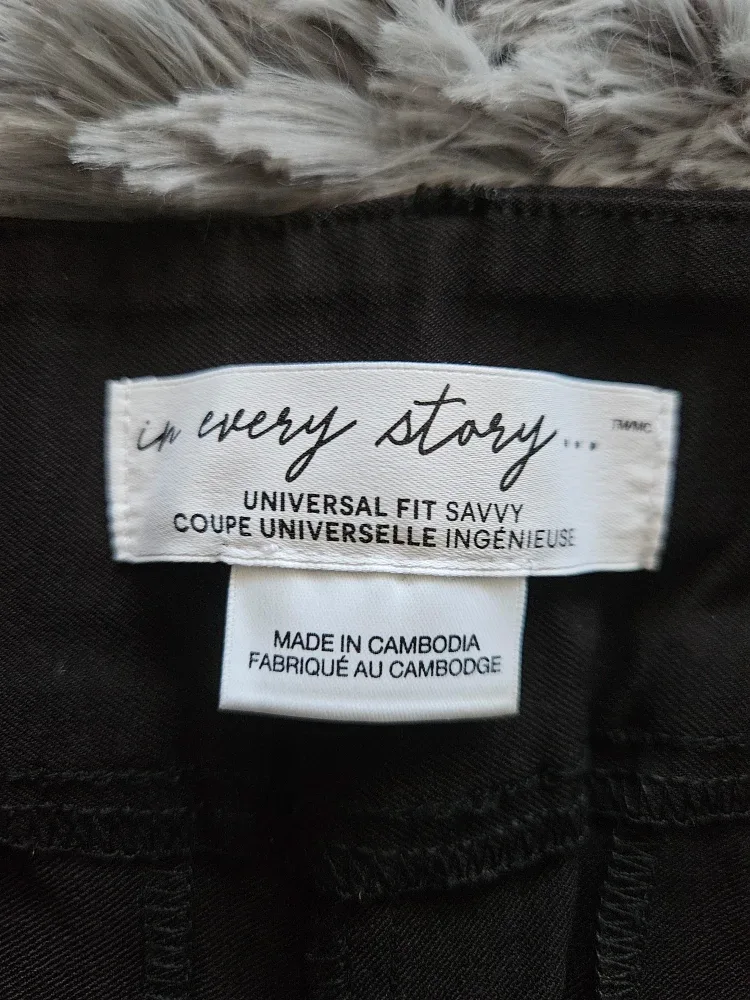 in every story... TM/MC
UNIVERSAL FIT SAVVY
COUPE UNIVERSELLE INGÉNIEUSE
MADE IN CAMBODIA
FABRIQUÉ AU CAMBODGE